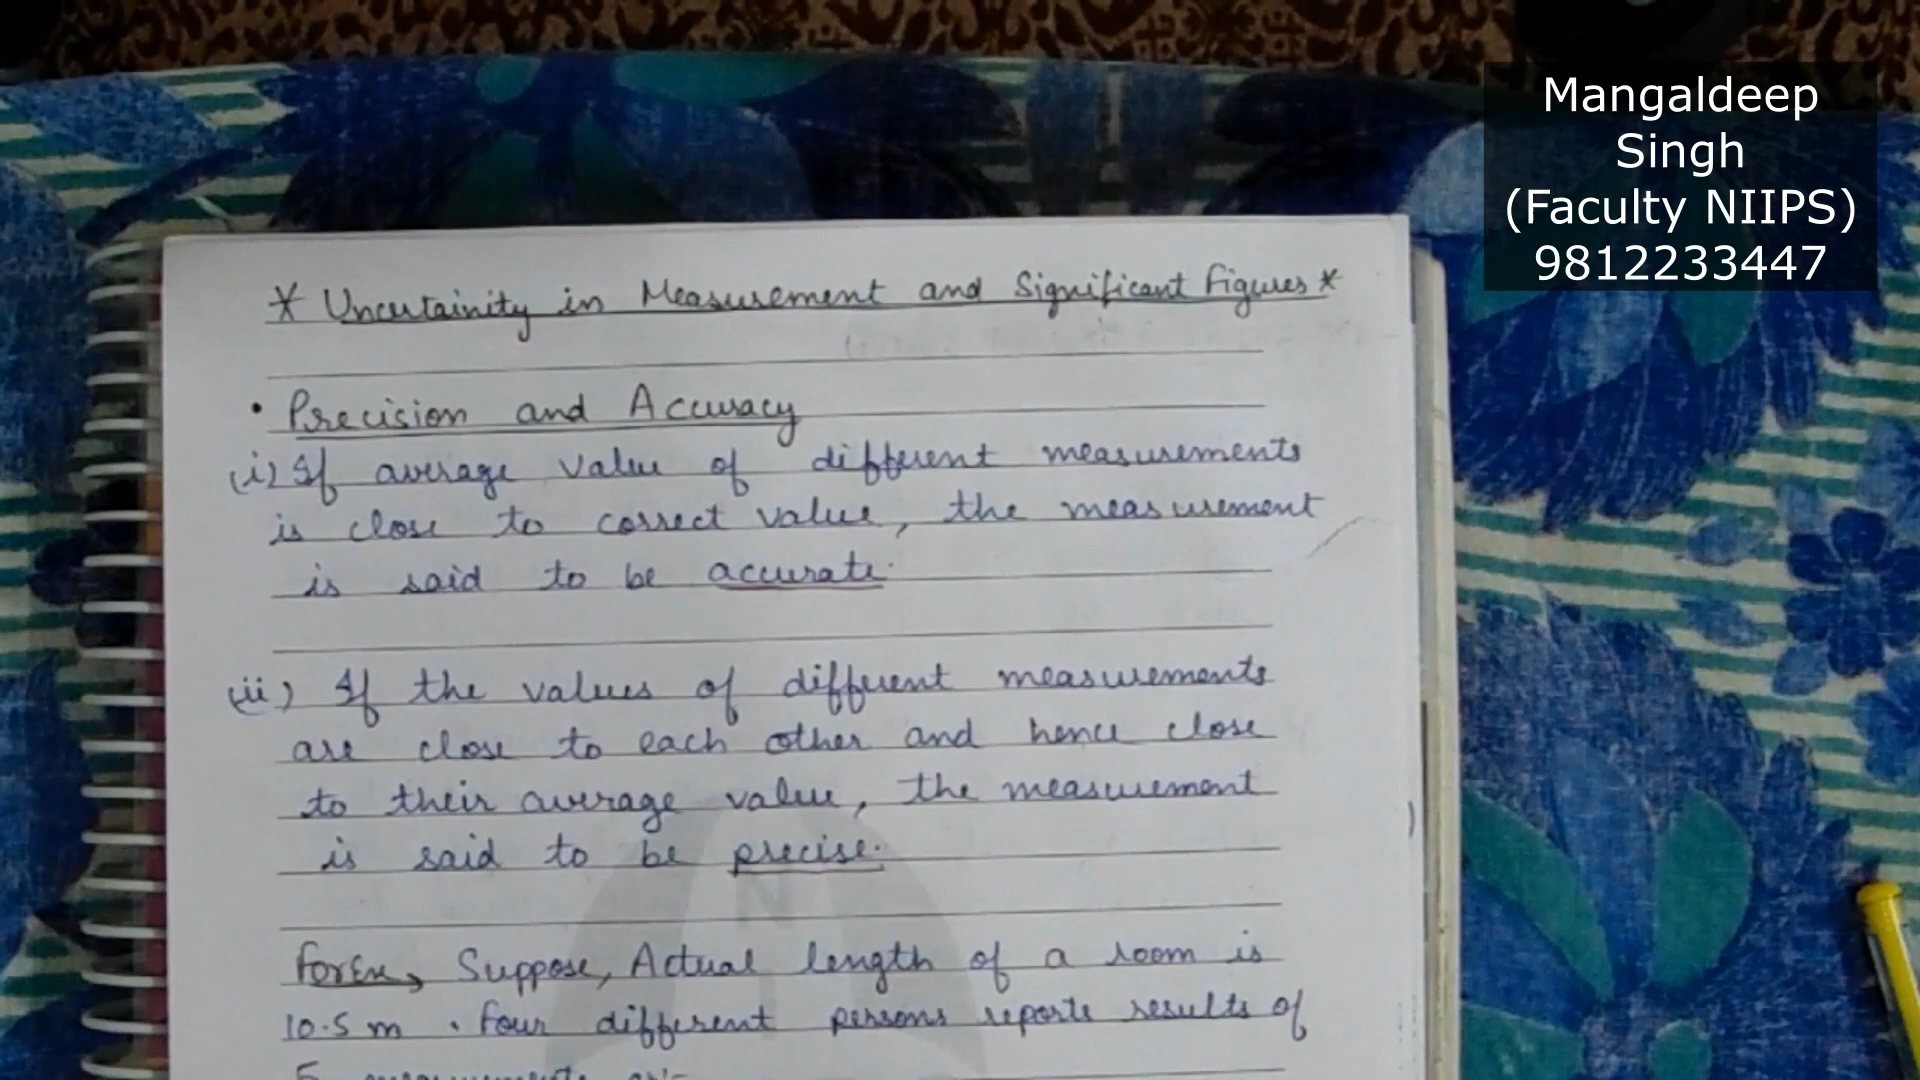 Mangaldeep
Singh
(Faculty NIIPS)
9812233447
* Uncertainity in Measurement and Significant Figures *
• Precision and Accuracy
(i) If average value of different measurements
is close to correct value, the measurement
is said to be accurate.
(ii) If the values of different measurements
are close to each other and hence close
to their average value, the measurement
is said to be precise.
N
For Ex → Suppose, Actual length of a room is
10.5 m . Four different persons reports results of
5 measurements